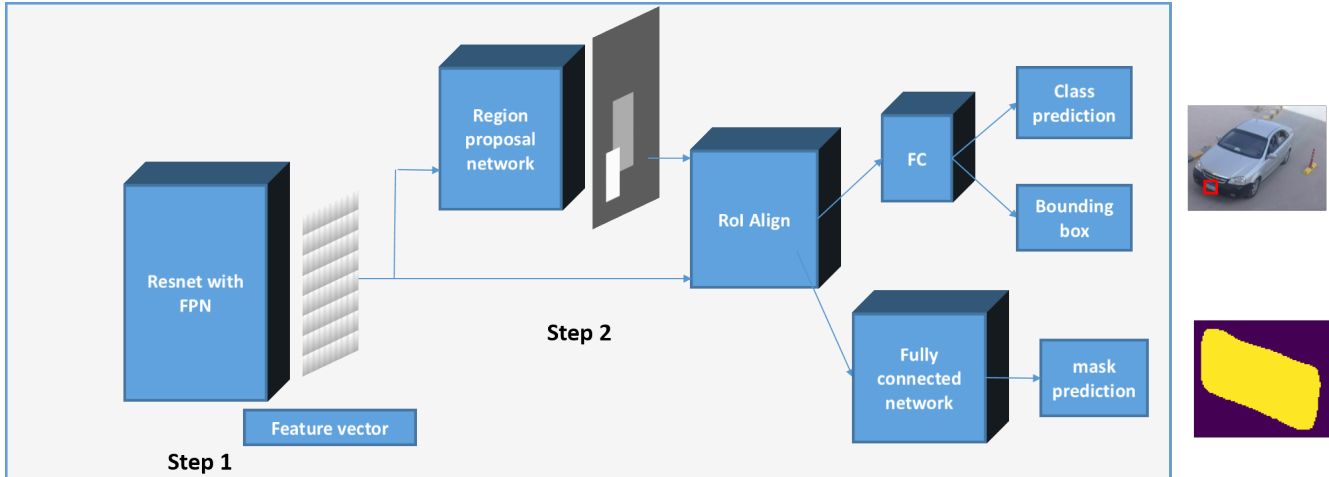 Resnet with
FPN
Feature vector
Step 1
Region
proposal
network
Step 2
RoI Align
FC
Class
prediction
Bounding
box
Fully
connected
network
mask
prediction